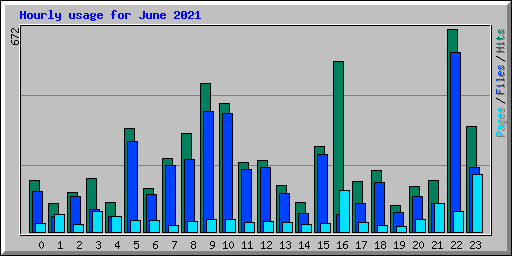 Hourly usage for June 2021
672
Pages/Files/Hits
0 1 2 3 4 5 6 7 8 9 10 11 12 13 14 15 16 17 18 19 20 21 22 23